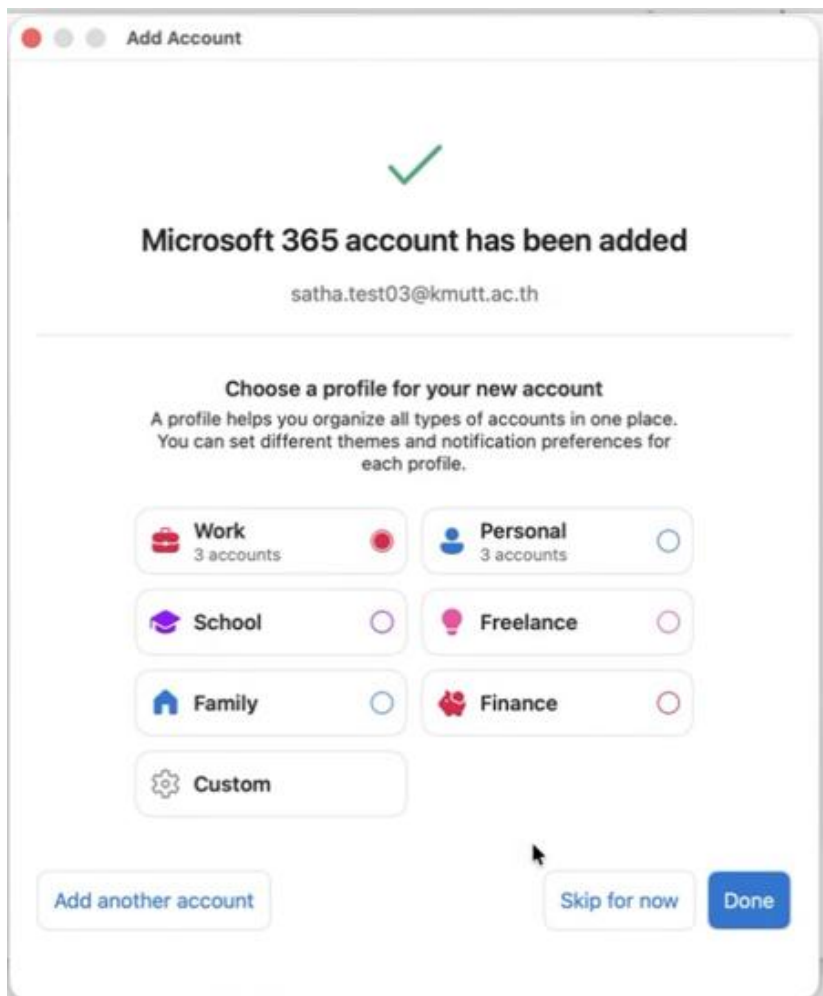 Add Account
Microsoft 365 account has been added
satha.test03@kmutt.ac.th
Choose a profile for your new account
A profile helps you organize all types of accounts in one place.
You can set different themes and notification preferences for
each profile.
Work
3 accounts
Personal
3 accounts
School
Freelance
Family
Finance
Custom
Add another account
Skip for now
Done